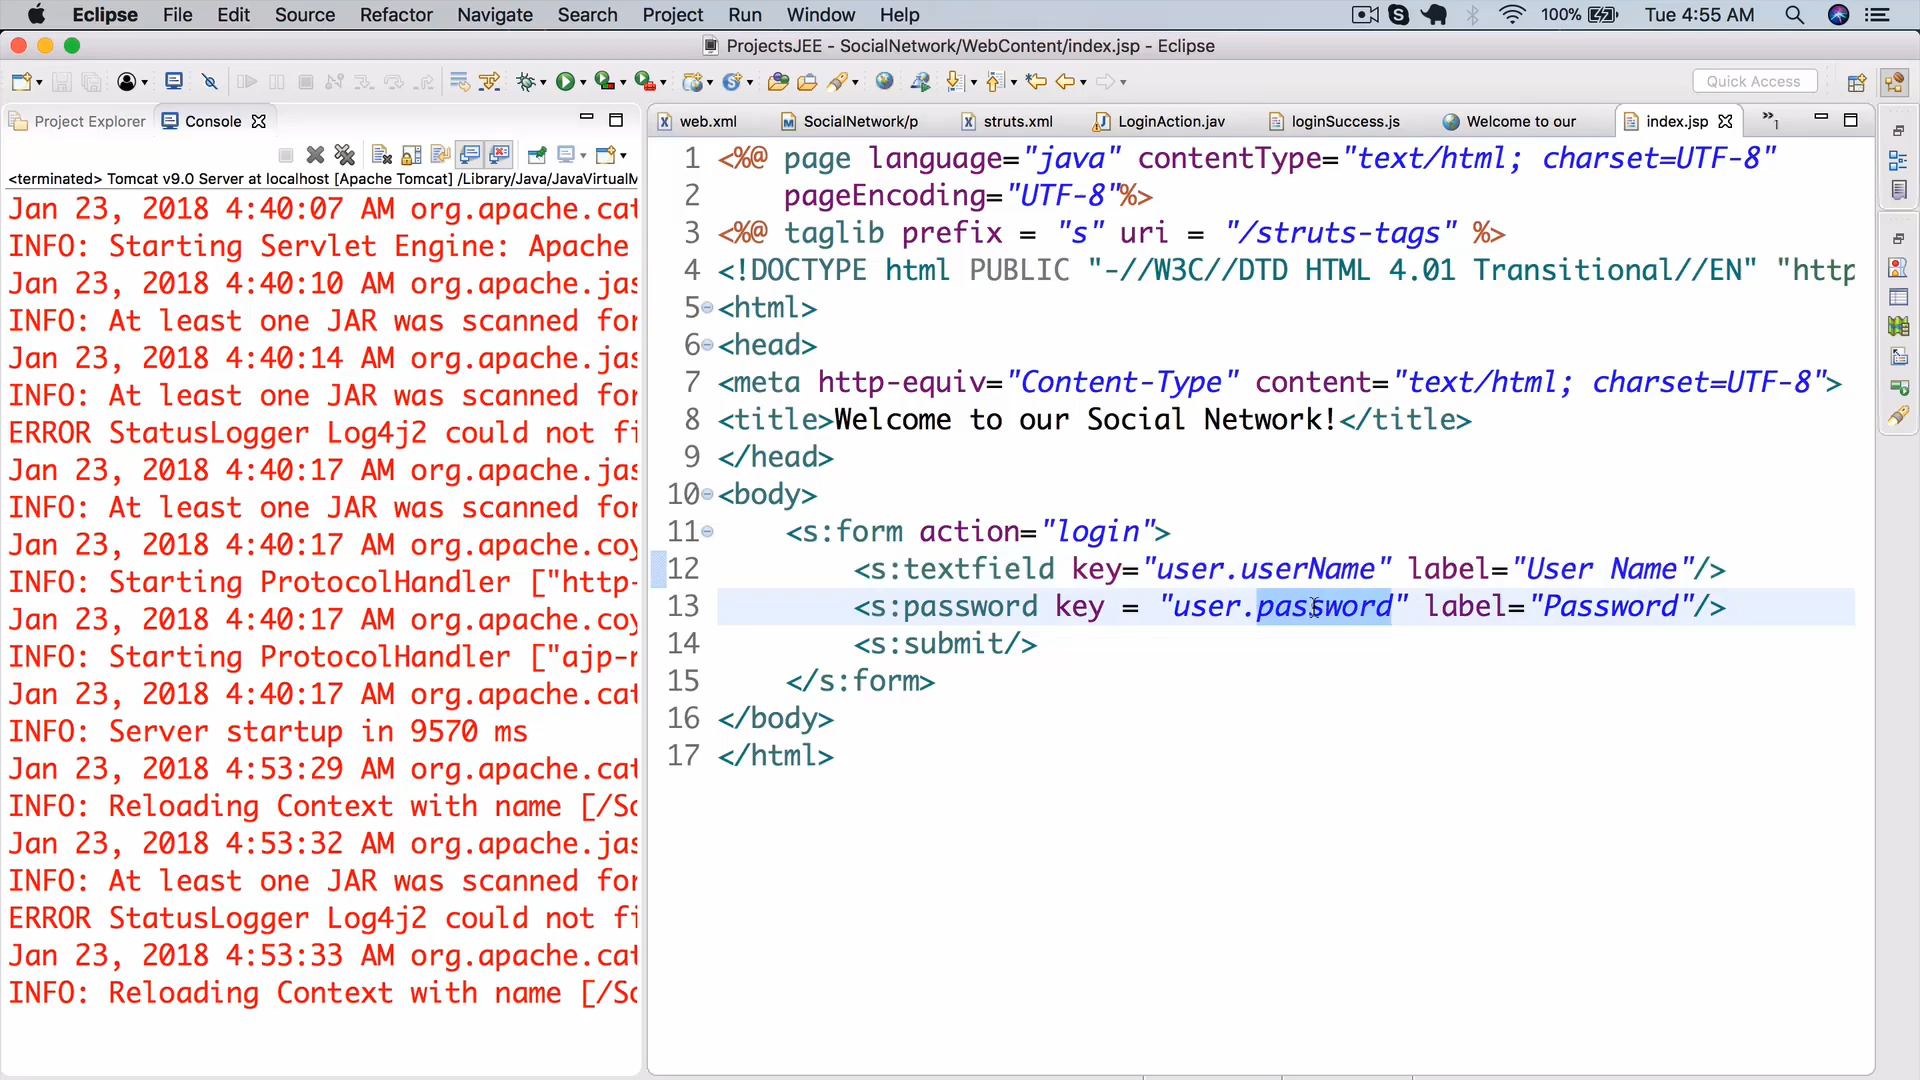 Eclipse File Edit Source Refactor Navigate Search Project Run Window Help 100% Tue 4:55 AM
ProjectsJEE - SocialNetwork/WebContent/index.jsp - Eclipse
Quick Access
Project Explorer Console
web.xml SocialNetwork/p struts.xml LoginAction.jav loginSuccess.js Welcome to our index.jsp »1
<terminated> Tomcat v9.0 Server at localhost [Apache Tomcat] /Library/Java/JavaVirtualM
Jan 23, 2018 4:40:07 AM org.apache.cat
INFO: Starting Servlet Engine: Apache
Jan 23, 2018 4:40:10 AM org.apache.jas
INFO: At least one JAR was scanned for
Jan 23, 2018 4:40:14 AM org.apache.jas
INFO: At least one JAR was scanned for
ERROR StatusLogger Log4j2 could not fi
Jan 23, 2018 4:40:17 AM org.apache.jas
INFO: At least one JAR was scanned for
Jan 23, 2018 4:40:17 AM org.apache.coy
INFO: Starting ProtocolHandler ["http-
Jan 23, 2018 4:40:17 AM org.apache.coy
INFO: Starting ProtocolHandler ["ajp-n
Jan 23, 2018 4:40:17 AM org.apache.cat
INFO: Server startup in 9570 ms
Jan 23, 2018 4:53:29 AM org.apache.cat
INFO: Reloading Context with name [/So
Jan 23, 2018 4:53:32 AM org.apache.jas
INFO: At least one JAR was scanned for
ERROR StatusLogger Log4j2 could not fi
Jan 23, 2018 4:53:33 AM org.apache.cat
INFO: Reloading Context with name [/So
1 <%@ page language="java" contentType="text/html; charset=UTF-8"
2 pageEncoding="UTF-8"%>
3 <%@ taglib prefix = "s" uri = "/struts-tags" %>
4 <!DOCTYPE html PUBLIC "-//W3C//DTD HTML 4.01 Transitional//EN" "http
5 <html>
6 <head>
7 <meta http-equiv="Content-Type" content="text/html; charset=UTF-8">
8 <title>Welcome to our Social Network!</title>
9 </head>
10 <body>
11 <s:form action="login">
12 <s:textfield key="user.userName" label="User Name"/>
13 <s:password key = "user.password" label="Password"/>
14 <s:submit/>
15 </s:form>
16 </body>
17 </html>